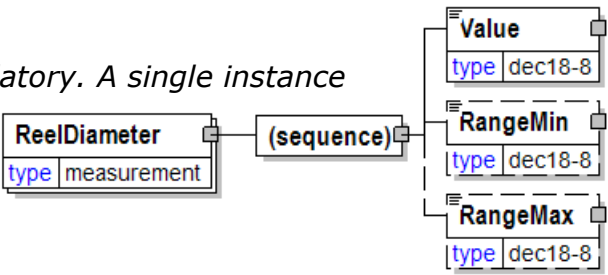 Value
type dec18-8
atory. A single instance
RangeMin
type dec18-8
ReelDiameter
type measurement
(sequence)
RangeMax
type dec18-8